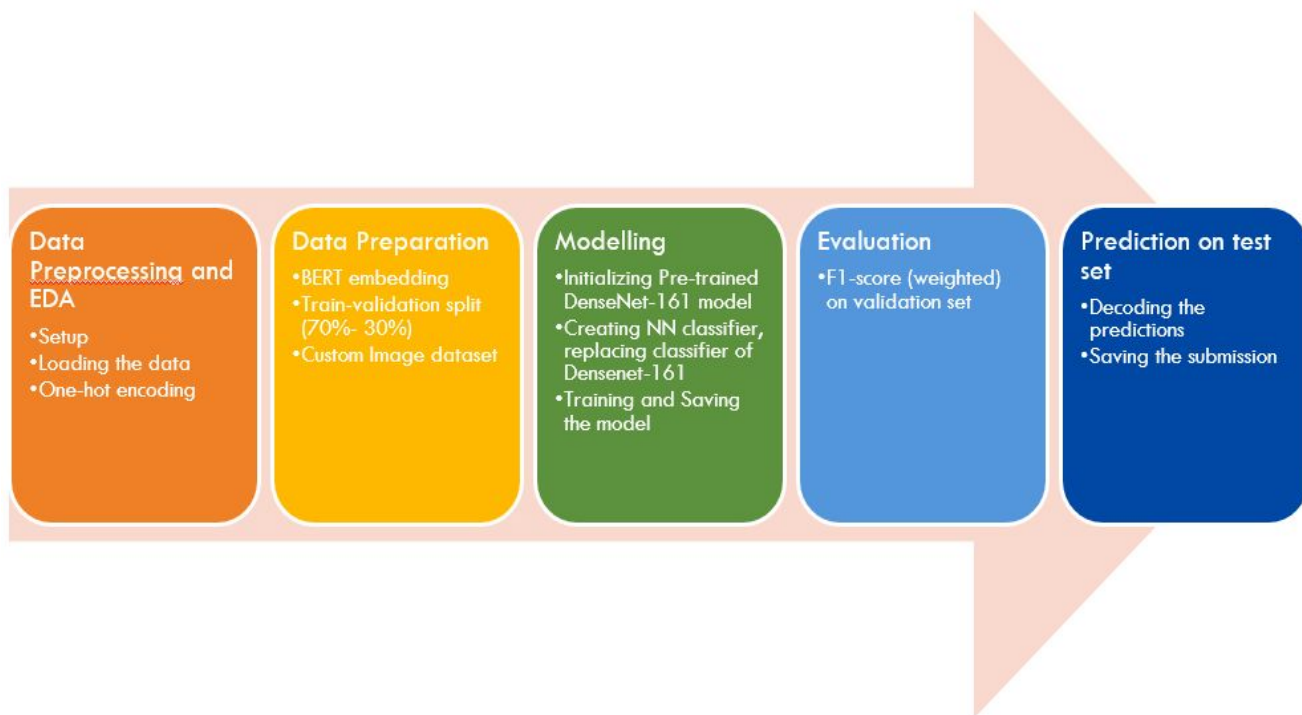 Data
Preprocessing and
EDA
•Setup
•Loading the data
•One-hot encoding
Data Preparation
•BERT embedding
•Train-validation split
(70%- 30%)
•Custom Image dataset
Modelling
•Initializing Pre-trained
DenseNet-161 model
•Creating NN classifier,
replacing classifier of
Densenet-161
•Training and Saving
the model
Evaluation
•F1-score (weighted)
on validation set
Prediction on test
set
•Decoding the
predictions
•Saving the submission